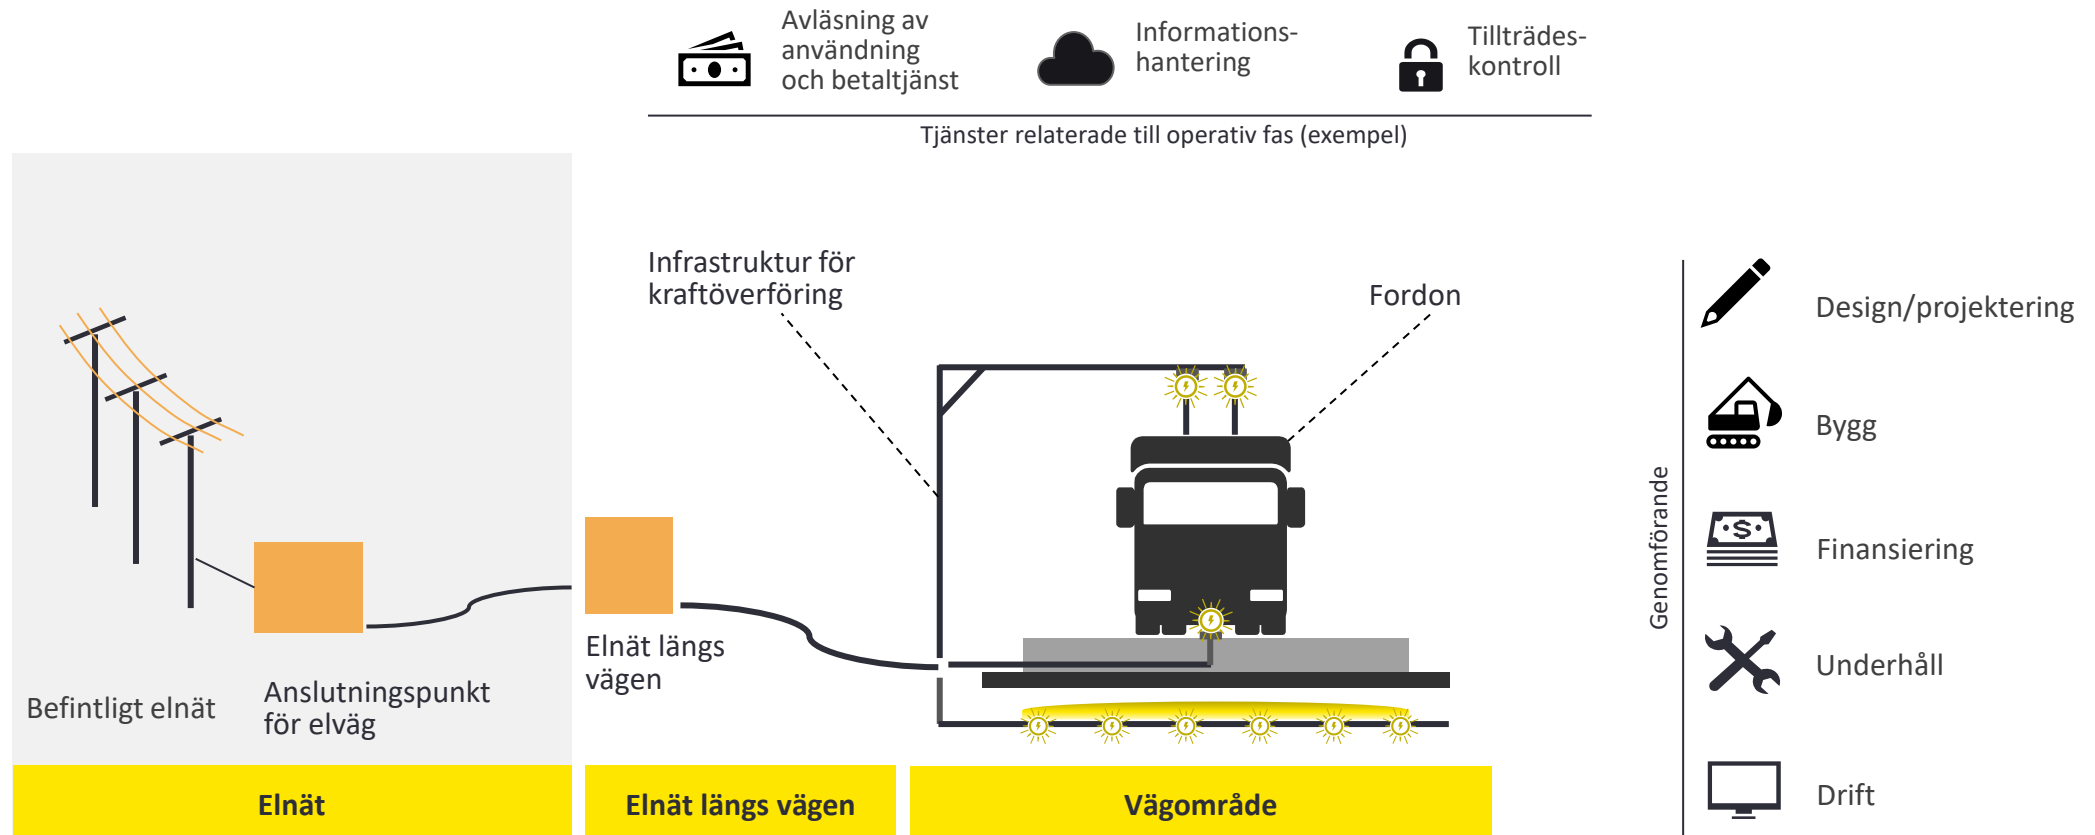 Avläsning av
användning
och betaltjänst
Informations-
hantering
Tillträdes-
kontroll
Tjänster relaterade till operativ fas (exempel)
Infrastruktur för
kraftöverföring
Fordon
Befintligt elnät
Anslutningspunkt
för elväg
Elnät längs
vägen
Elnät
Elnät längs vägen
Vägområde
Genomförande
Design/projektering
Bygg
Finansiering
Underhåll
Drift